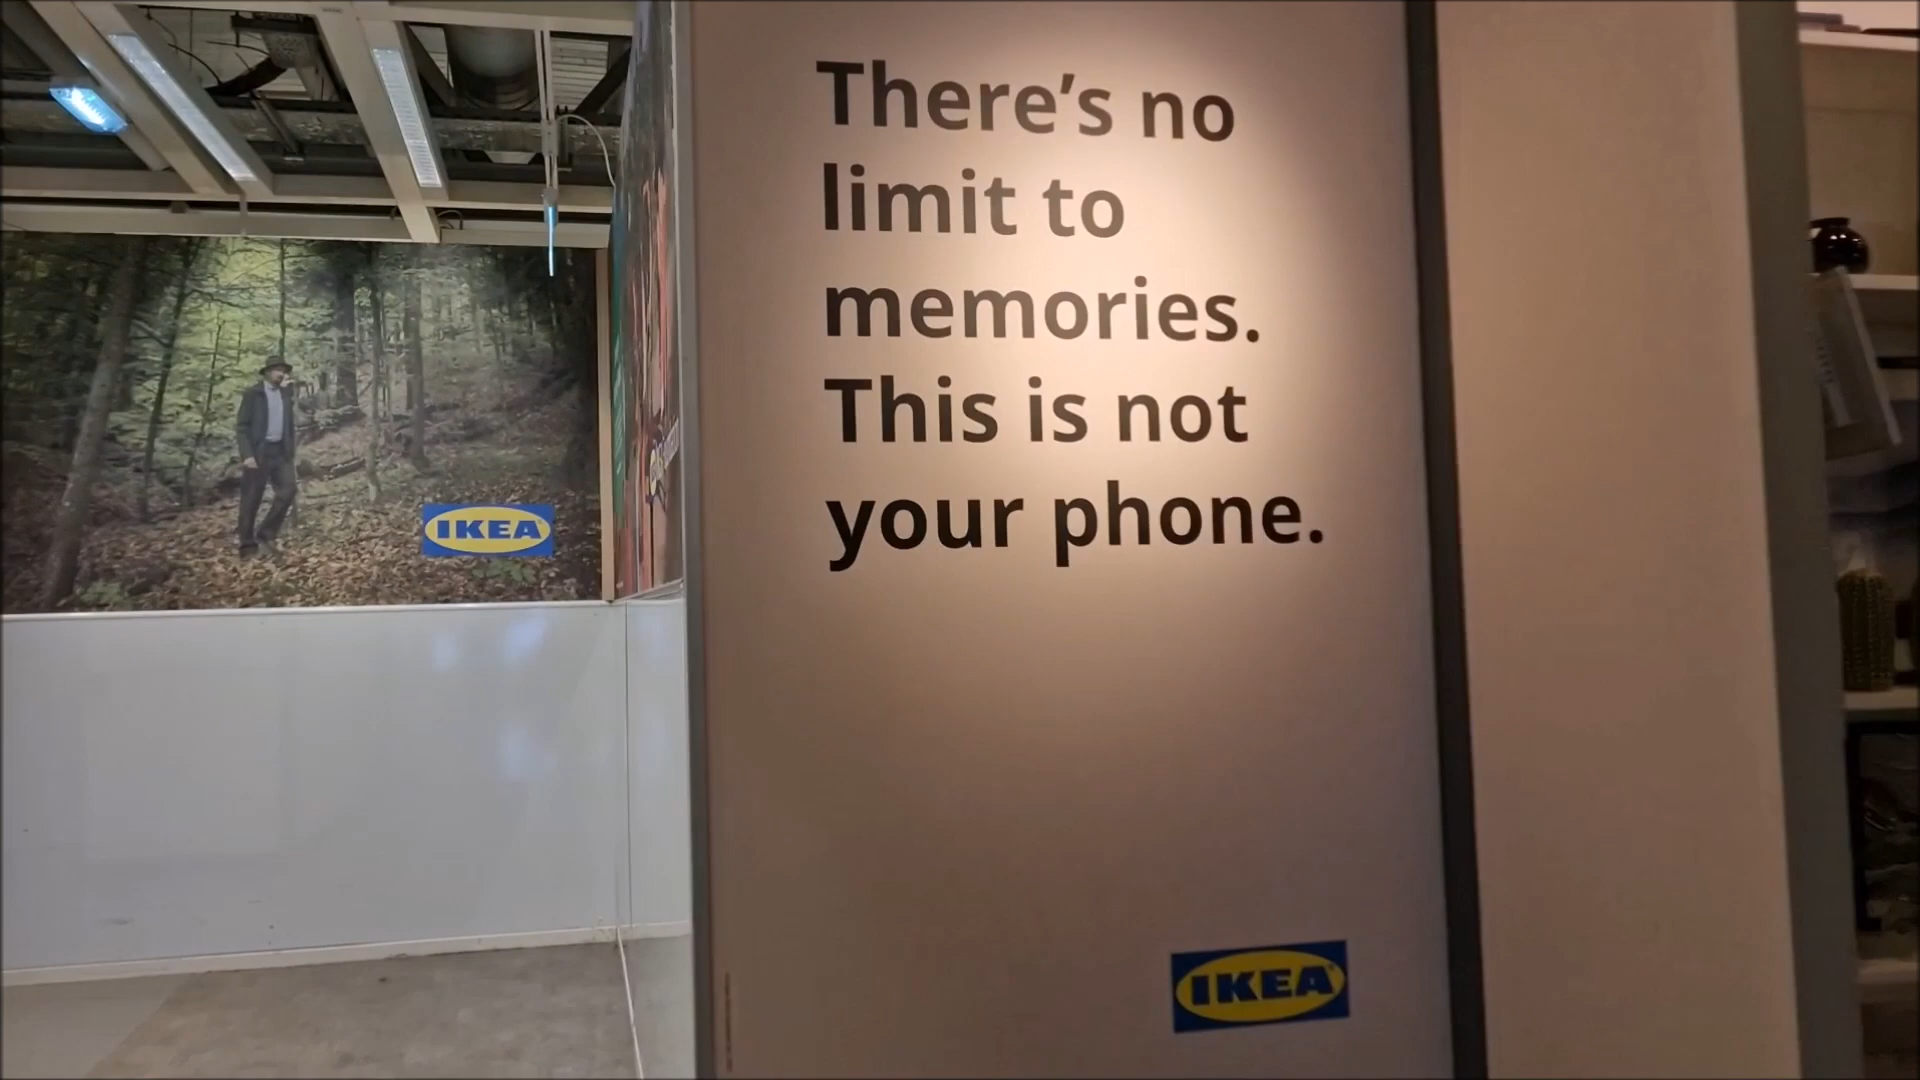 There's no
limit to
memories.
This is not
your phone.
IKEA
IKEA